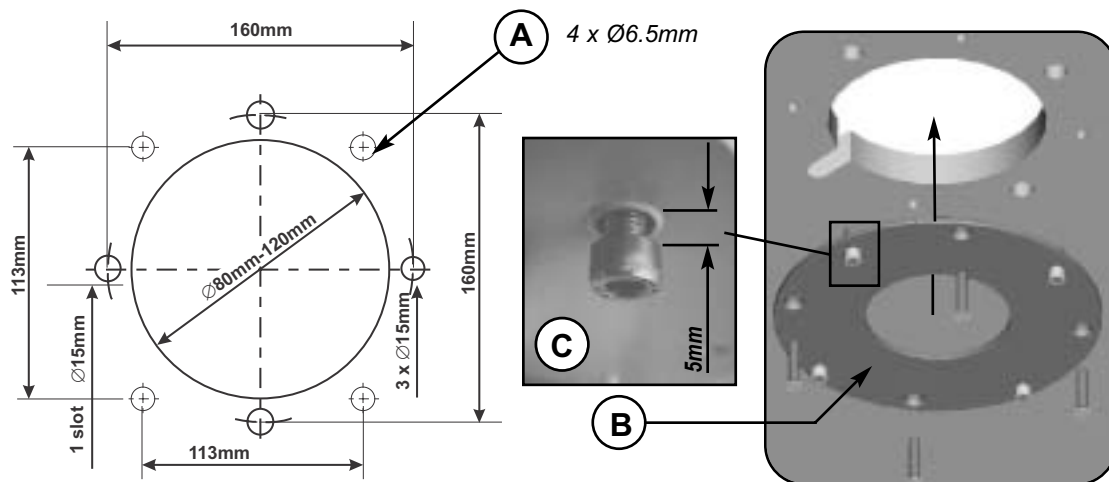 160mm
A
4 x Ø6.5mm
113mm
Ø80mm-120mm
160mm
Ø15mm
1 slot
3 x Ø15mm
113mm
C
5mm
B